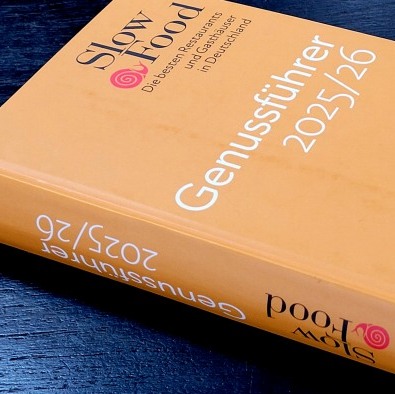 Slow
Food
Die besten Restaurants
und Gasthäuser
in Deutschland
Genussführer
2025/26
Genussführer
2025/26
Slow
Food